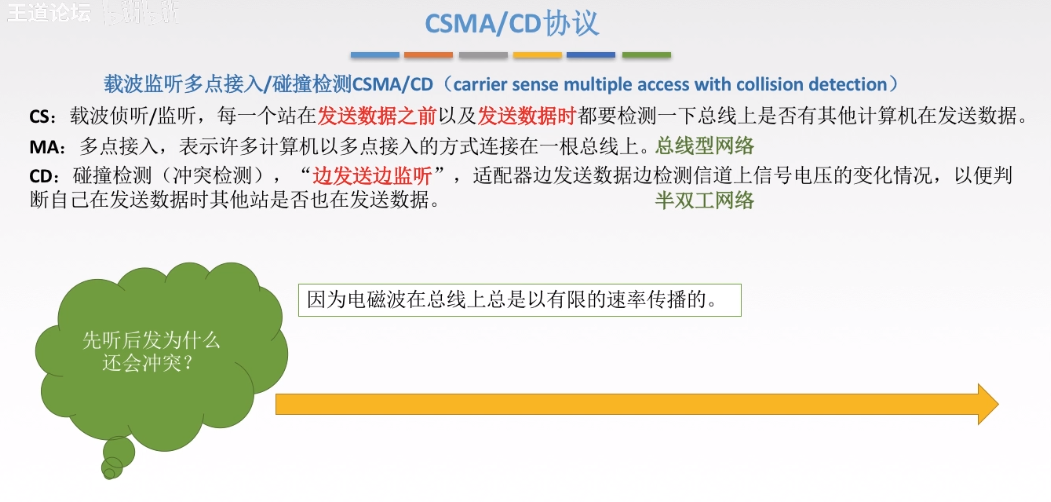 王道论坛 bilibili
CSMA/CD协议
载波监听多点接入/碰撞检测CSMA/CD（carrier sense multiple access with collision detection）
CS：载波侦听/监听，每一个站在发送数据之前以及发送数据时都要检测一下总线上是否有其他计算机在发送数据。
MA：多点接入，表示许多计算机以多点接入的方式连接在一根总线上。总线型网络
CD：碰撞检测（冲突检测），“边发送边监听”，适配器边发送数据边检测信道上信号电压的变化情况，以便判
断自己在发送数据时其他站是否也在发送数据。 半双工网络
因为电磁波在总线上总是以有限的速率传播的。
先听后发为什么
还会冲突？